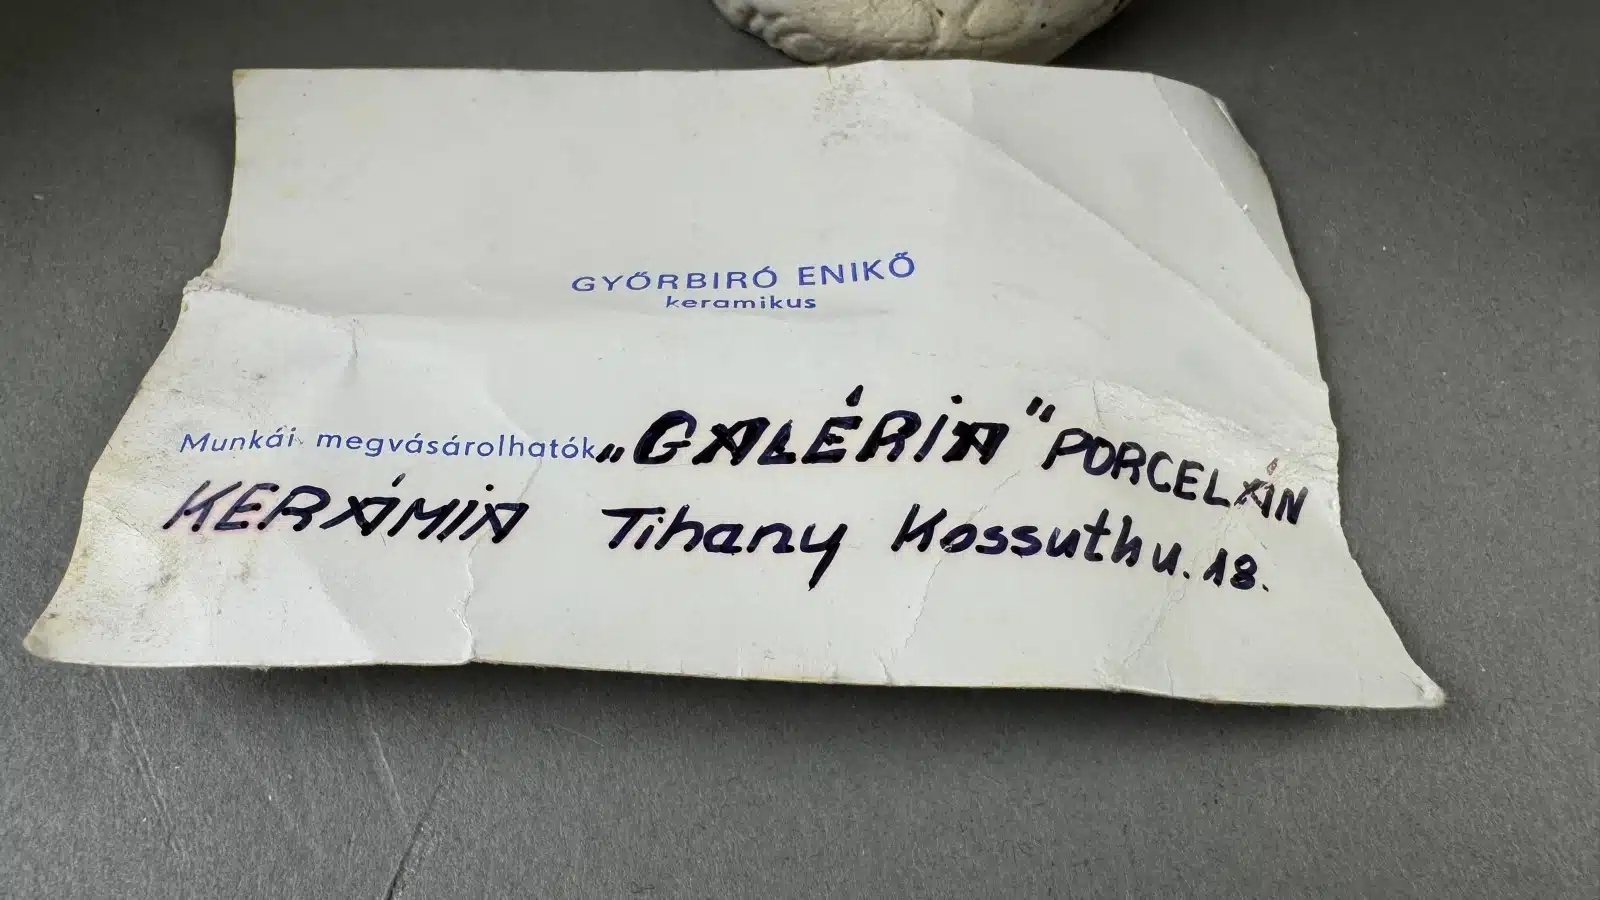 GYŐRBIRÓ ENIKŐ
keramikus
Munkái megvásárolhatók „GALÉRIA" PORCELÁN
KERÁMIA Tihany Kossuth u. 18.